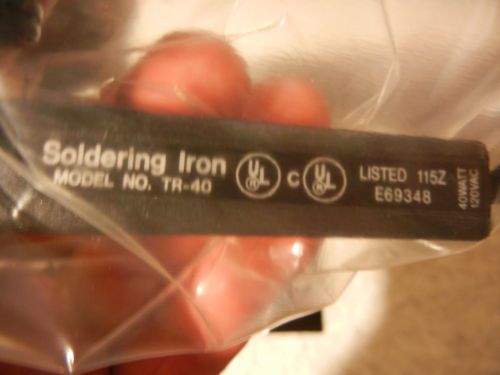 Soldering Iron
MODEL NO. TR-40
UL
C
UL
LISTED 115Z
E69348
40WATT
120VAC